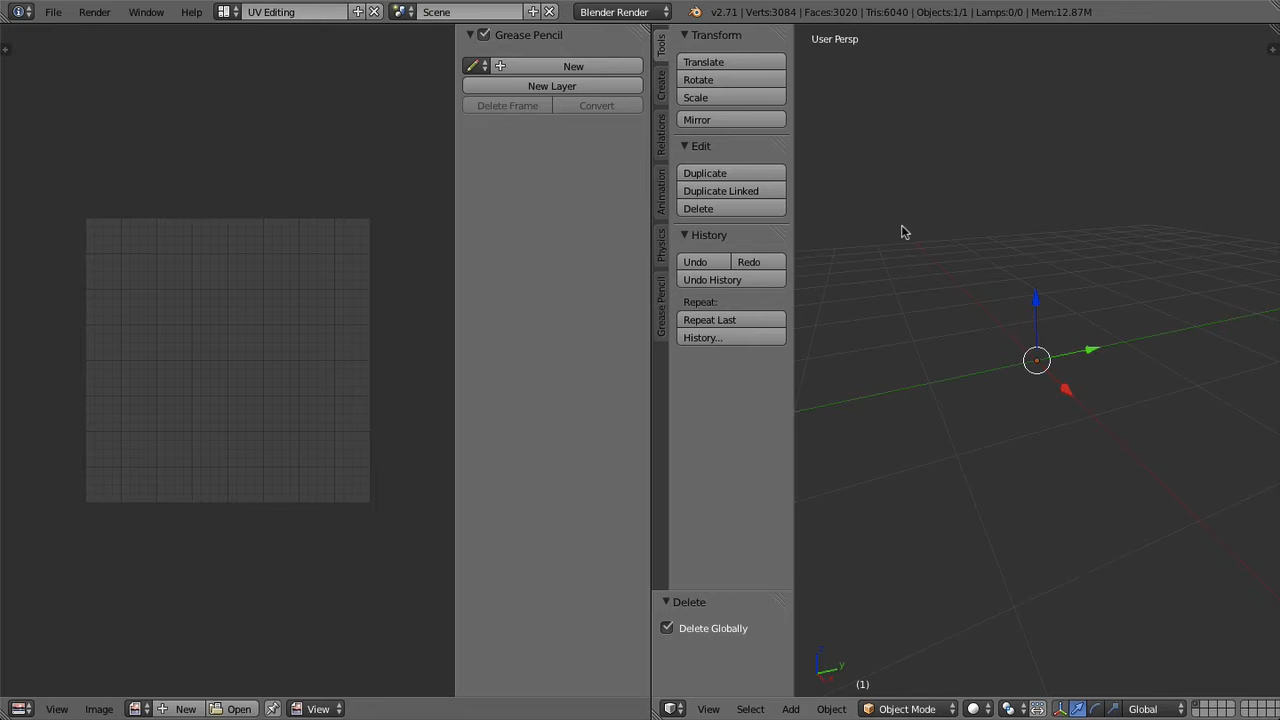 File Render Window Help UV Editing Scene Blender Render v2.71 | Verts:3084 | Faces:3020 | Tris:6040 | Objects:1/1 | Lamps:0/0 | Mem:12.87M
Grease Pencil
New
New Layer
Delete Frame Convert
Tools
Create
Relations
Animation
Physics
Grease Pencil
Transform
Translate
Rotate
Scale
Mirror
Edit
Duplicate
Duplicate Linked
Delete
History
Undo Redo
Undo History
Repeat:
Repeat Last
History...
Delete
Delete Globally
User Persp
z
y
x
(1)
View Image New Open View
View Select Add Object Object Mode Global